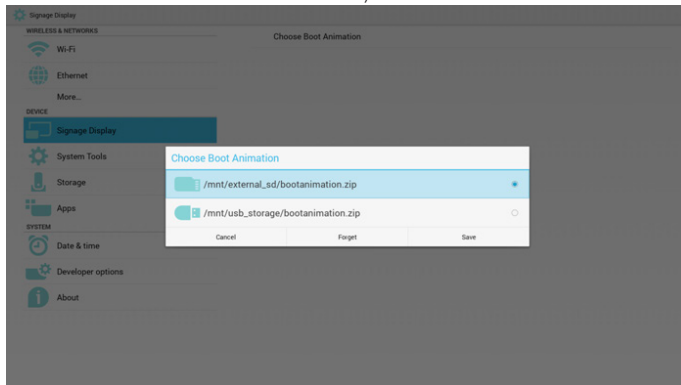 Signage Display
WIRELESS & NETWORKS
Wi-Fi
Ethernet
More...
DEVICE
Signage Display
System Tools
Storage
Apps
SYSTEM
Date & time
Developer options
About
Choose Boot Animation
Choose Boot Animation
/mnt/external_sd/bootanimation.zip
/mnt/usb_storage/bootanimation.zip
Cancel Forget Save